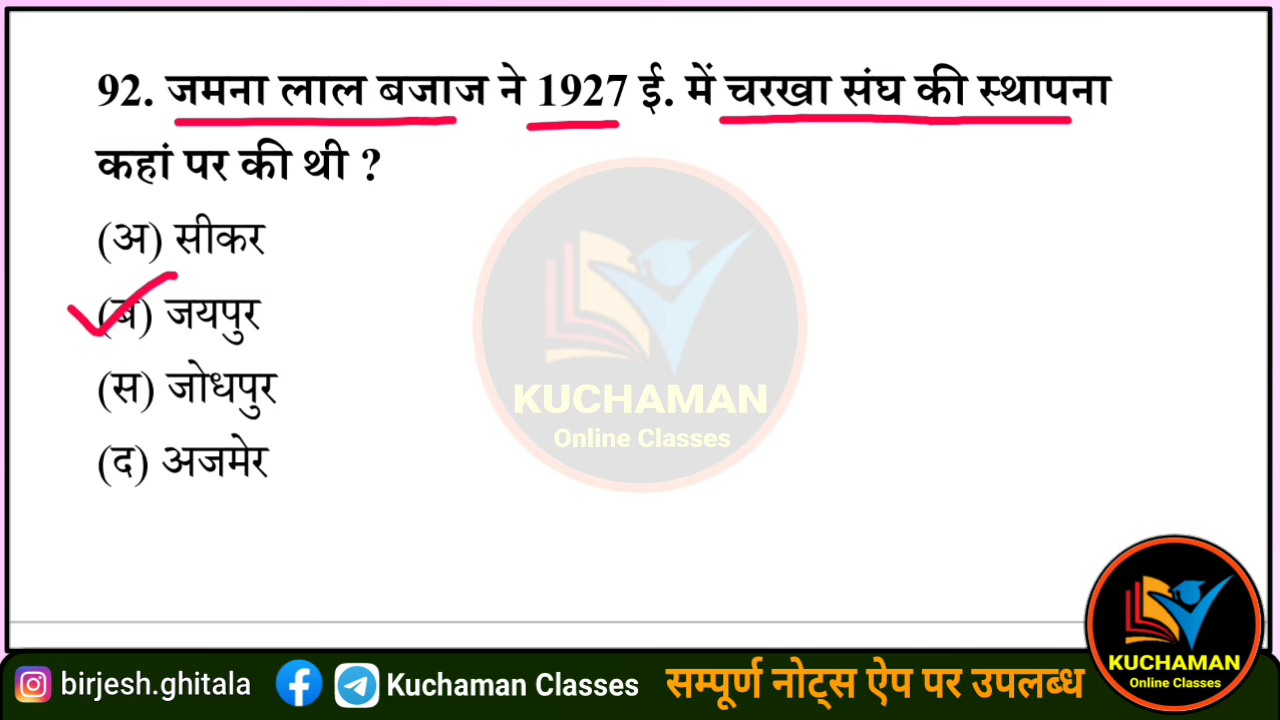 92. जमना लाल बजाज ने 1927 ई. में चरखा संघ की स्थापना
कहां पर की थी ?
(अ) सीकर
(ब) जयपुर
(स) जोधपुर
(द) अजमेर
KUCHAMAN
Online Classes
KUCHAMAN
Online Classes
birjesh.ghitala
Kuchaman Classes
सम्पूर्ण नोट्स ऐप पर उपलब्ध